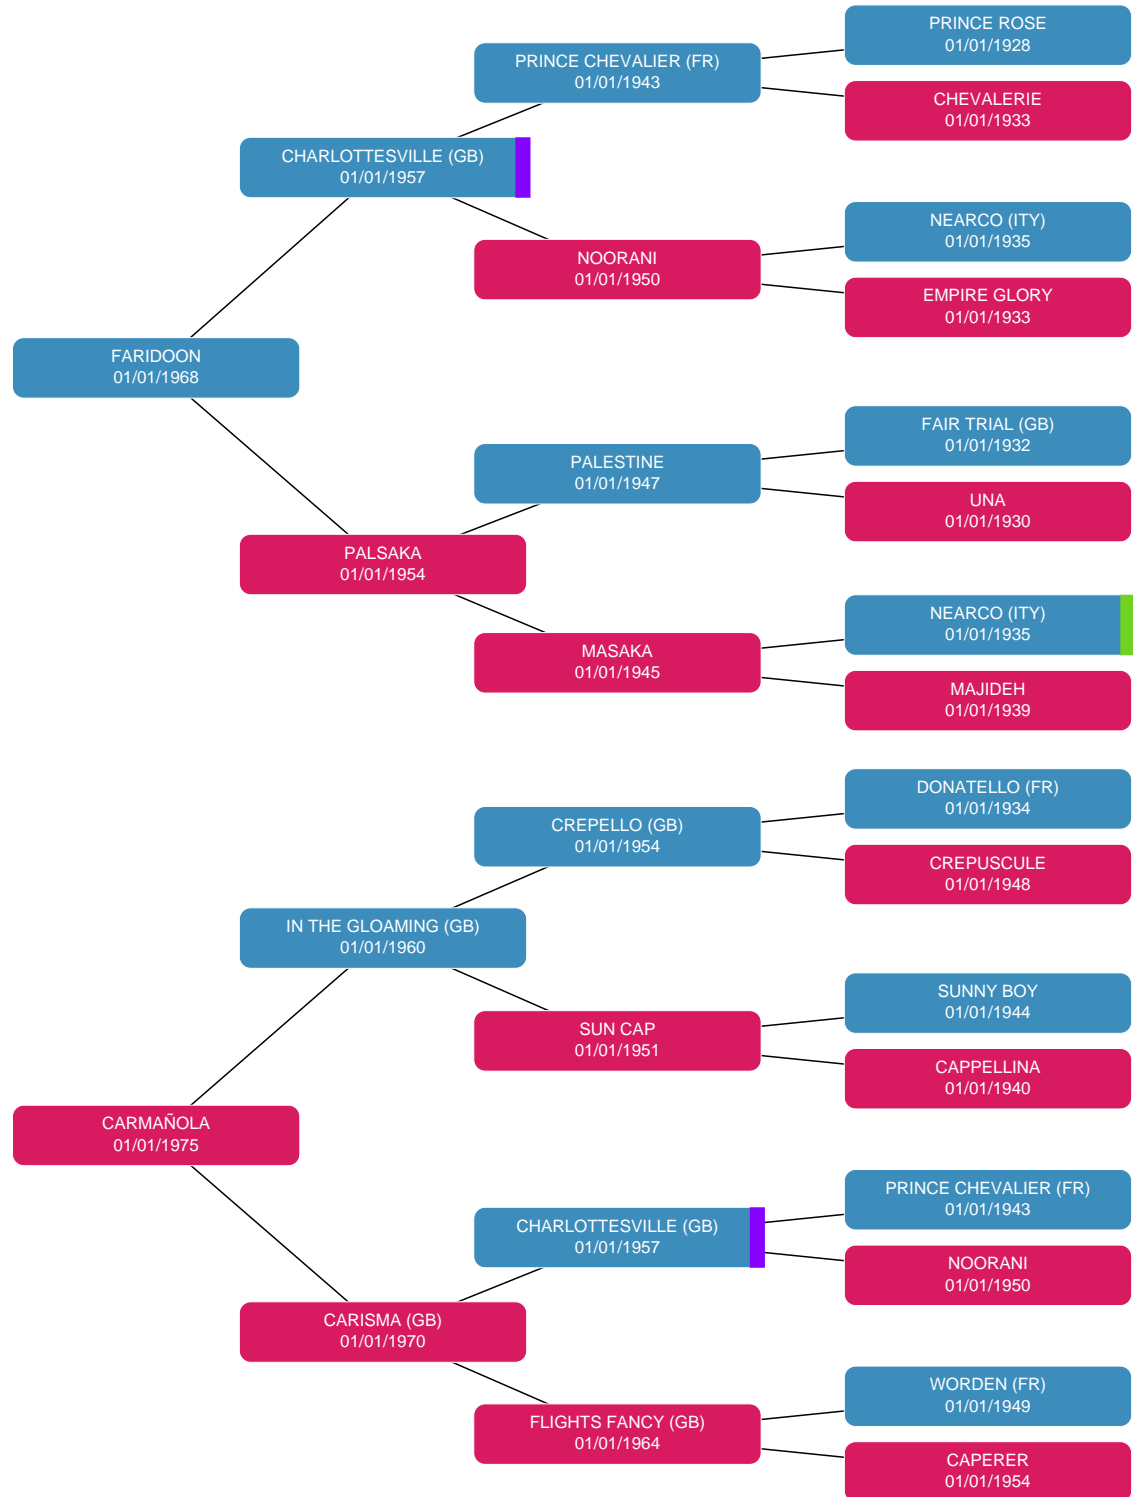 PRINCE ROSE
01/01/1928
PRINCE CHEVALIER (FR)
01/01/1943
CHEVALERIE
01/01/1933
CHARLOTTESVILLE (GB)
01/01/1957
NEARCO (ITY)
01/01/1935
NOORANI
01/01/1950
EMPIRE GLORY
01/01/1933
FARIDOON
01/01/1968
FAIR TRIAL (GB)
01/01/1932
PALESTINE
01/01/1947
UNA
01/01/1930
PALSAKA
01/01/1954
NEARCO (ITY)
01/01/1935
MASAKA
01/01/1945
MAJIDEH
01/01/1939
DONATELLO (FR)
01/01/1934
CREPELLO (GB)
01/01/1954
CREPUSCULE
01/01/1948
IN THE GLOAMING (GB)
01/01/1960
SUNNY BOY
01/01/1944
SUN CAP
01/01/1951
CAPPELLINA
01/01/1940
CARMAÑOLA
01/01/1975
PRINCE CHEVALIER (FR)
01/01/1943
CHARLOTTESVILLE (GB)
01/01/1957
NOORANI
01/01/1950
CARISMA (GB)
01/01/1970
WORDEN (FR)
01/01/1949
FLIGHTS FANCY (GB)
01/01/1964
CAPERER
01/01/1954